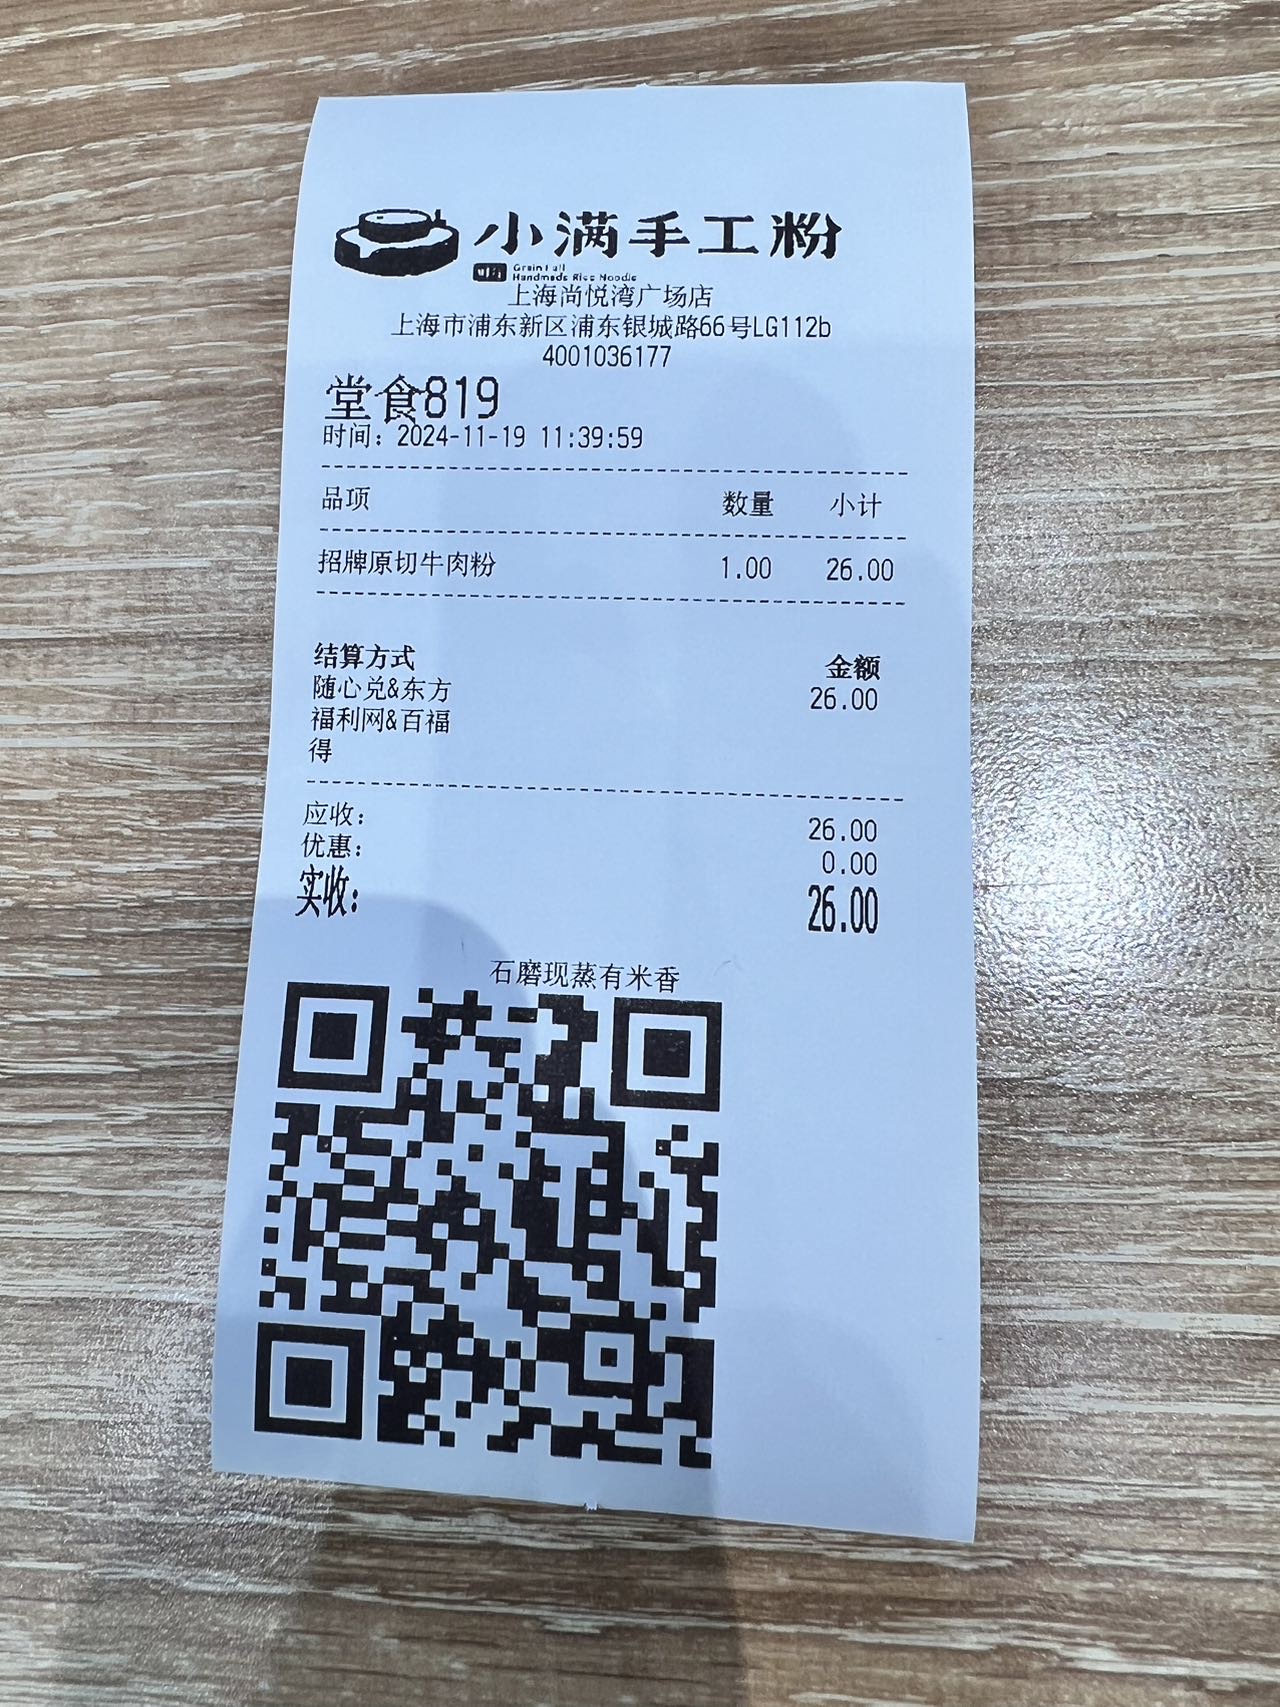 小满手工粉
Grain Full
Handmade Rice Noodle
上海尚悦湾广场店
上海市浦东新区浦东银城路66号LG112b
4001036177
堂食819
时间：2024-11-19 11:39:59
品项 数量 小计
招牌原切牛肉粉 1.00 26.00
结算方式 金额
随心兑&东方 26.00
福利网&百福
得
应收： 26.00
优惠： 0.00
实收： 26.00
石磨现蒸有米香